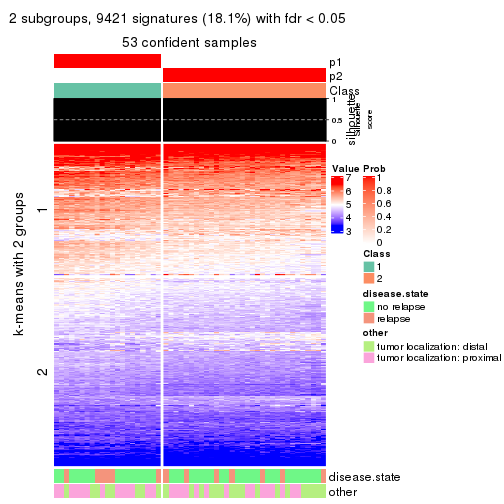 2 subgroups, 9421 signatures (18.1%) with fdr < 0.05
53 confident samples
p1
p2
Class
1
0.5
0
silhouette
score
k-means with 2 groups
1
2
Value
7
6
5
4
3
Prob
1
0.8
0.6
0.4
0.2
0
Class
1
2
disease.state
no relapse
relapse
other
tumor localization: distal
tumor localization: proximal
disease.state
other